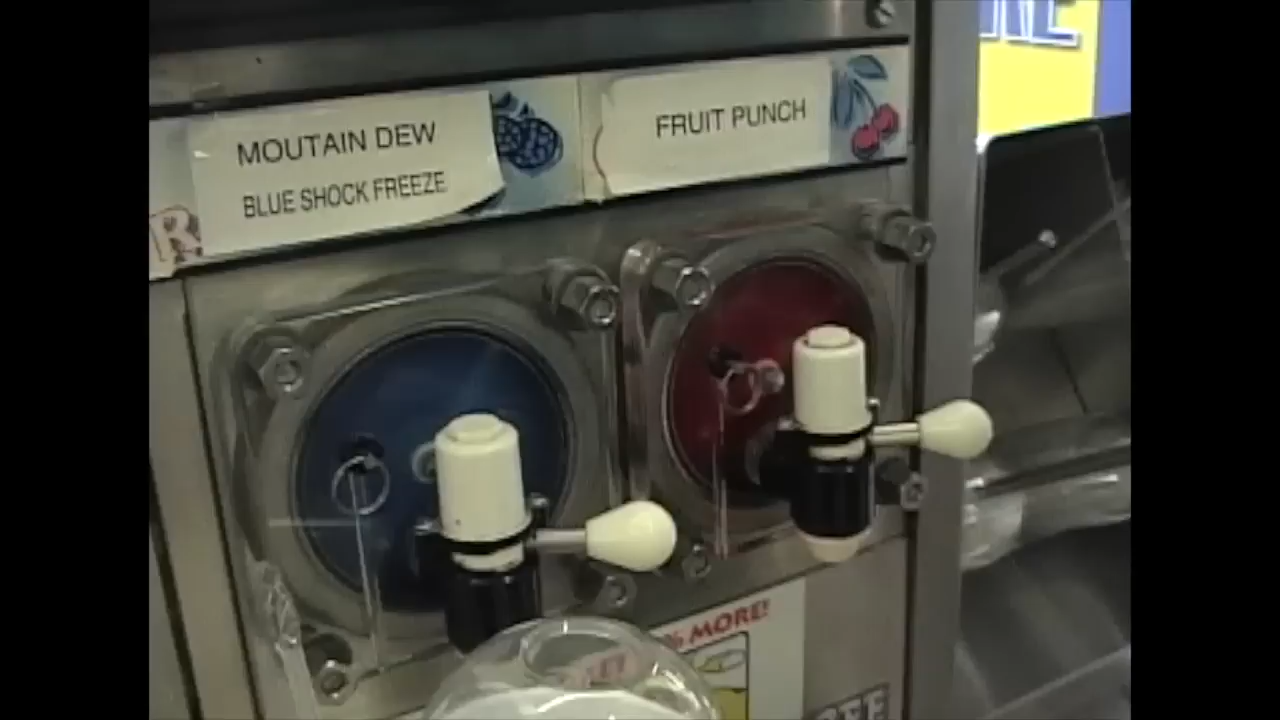 MOUTAIN DEW
BLUE SHOCK FREEZE
FRUIT PUNCH
R
% MORE!